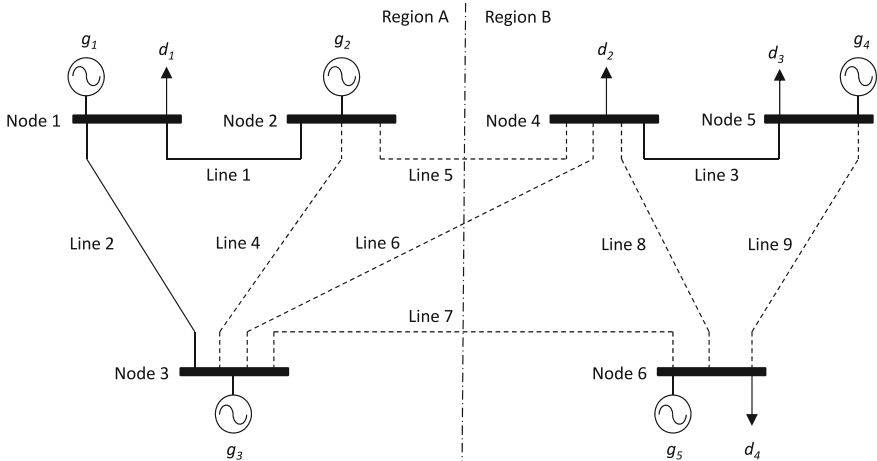 Region A
Region B
g1
d1
g2
d2
d3
g4
Node 1
Node 2
Node 4
Node 5
Line 1
Line 5
Line 3
Line 2
Line 4
Line 6
Line 8
Line 9
Line 7
Node 3
Node 6
g3
g5
d4